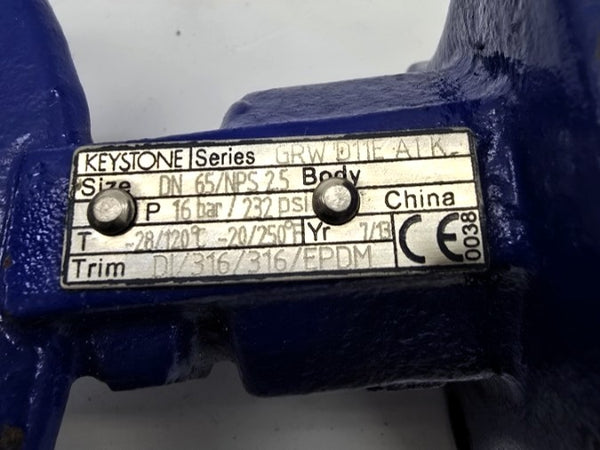 KEYSTONE Series GRW D11E A1 K
Size DN 65/NPS 2.5 Body
P 16 bar / 232 psi China
T -28/120°C -20/250°F Yr 7/13 CE 0038
Trim DI/316/316/EPDM